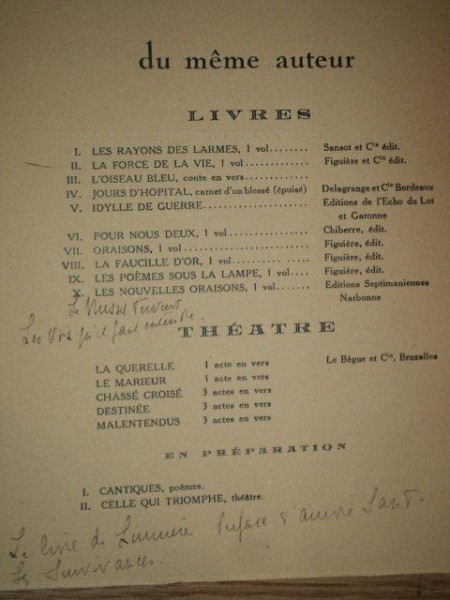 du même auteur
LIVRES
I. LES RAYONS DES LARMES, 1 vol........ Sansot et Cie édit.
II. LA FORCE DE LA VIE, 1 vol......... Figuière et Cie édit.
III. L'OISEAU BLEU, conte en vers............
IV. JOURS D'HOPITAL, carnet d'un blessé (épuisé) Delagrange et Cie Bordeaux
V. IDYLLE DE GUERRE................. Editions de l'Echo du Lot
et Garonne
VI. POUR NOUS DEUX, 1 vol............. Chiberre, édit.
VII. ORAISONS, 1 vol.................... Figuière, édit.
VIII. LA FAUCILLE D'OR, 1 vol.......... ..... Figuière, édit.
IX. LES POÈMES SOUS LA LAMPE, 1 vol.... Figuière, édit.
X. LES NOUVELLES ORAISONS, 1 vol...... Editions Septimaniennes
Narbonne
Le
Les Voix qu'il faut entendre.
THÉATRE
LA QUERELLE 1 acte en vers Le Bègue et Cie, Bruxelles
LE MARIEUR 1 acte en vers
CHASSÉ CROISÉ 3 actes en vers
DESTINÉE 3 actes en vers
MALENTENDUS 3 actes en vers
EN PRÉPARATION
I. CANTIQUES, poèmes.
II. CELLE QUI TRIOMPHE, théâtre.
Le livre de Lumière Préface d'
Les Survivances.